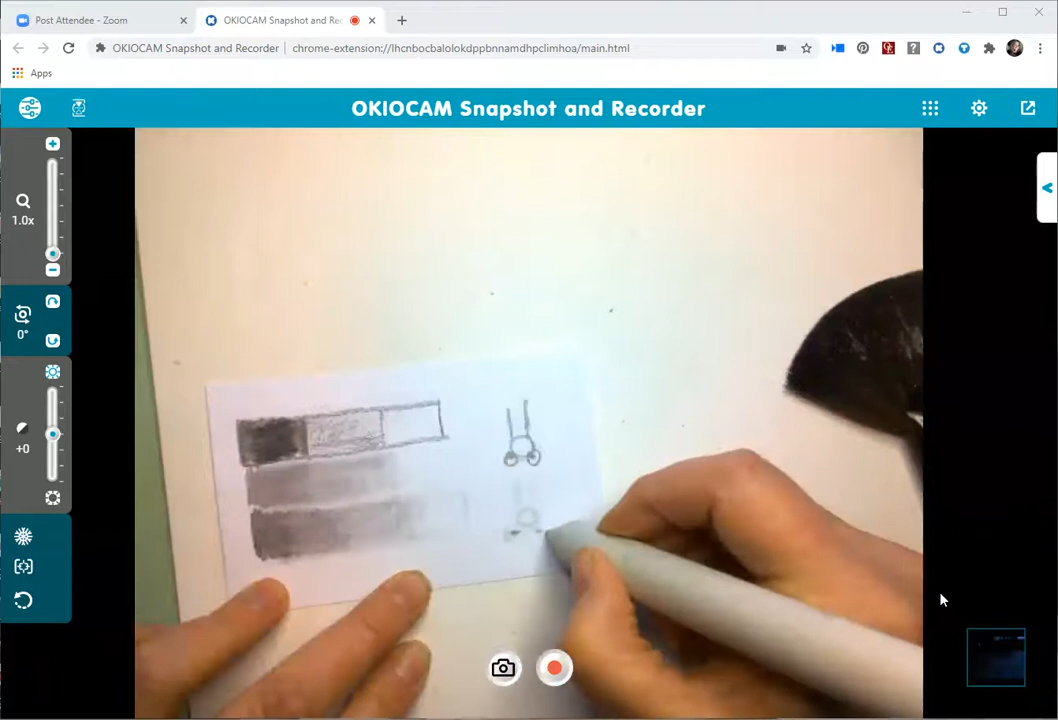 Post Attendee - Zoom
OKIOCAM Snapshot and Rec
OKIOCAM Snapshot and Recorder | chrome-extension://lhcnbocbalolokdppbnnamdhpclimhoa/main.html
Apps
OKIOCAM Snapshot and Recorder
1.0x
0°
+0